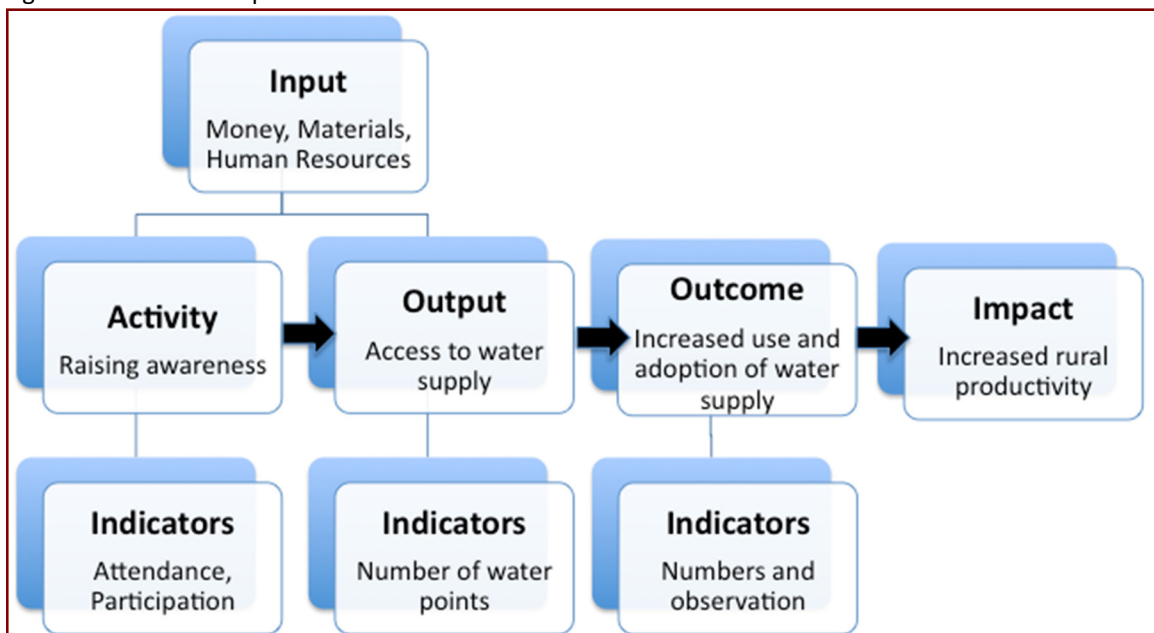 Input
Money, Materials,
Human Resources
Activity
Raising awareness
Output
Access to water
supply
Outcome
Increased use and
adoption of water
supply
Impact
Increased rural
productivity
Indicators
Attendance,
Participation
Indicators
Number of water
points
Indicators
Numbers and
observation